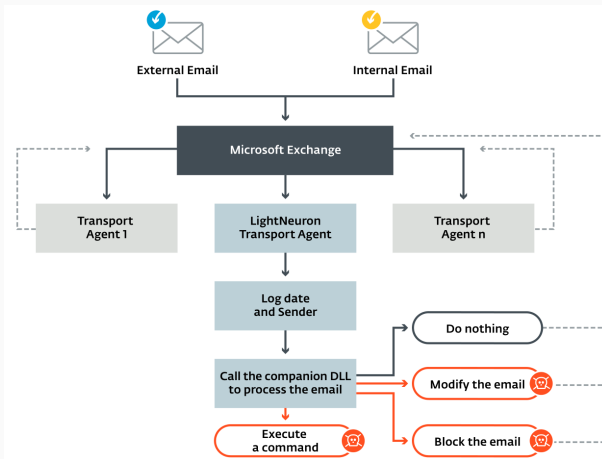 External Email
Internal Email
Microsoft Exchange
Transport
Agent 1
LightNeuron
Transport Agent
Transport
Agent n
Log date
and Sender
Do nothing
Call the companion DLL
to process the email
Modify the email
Execute
a command
Block the email